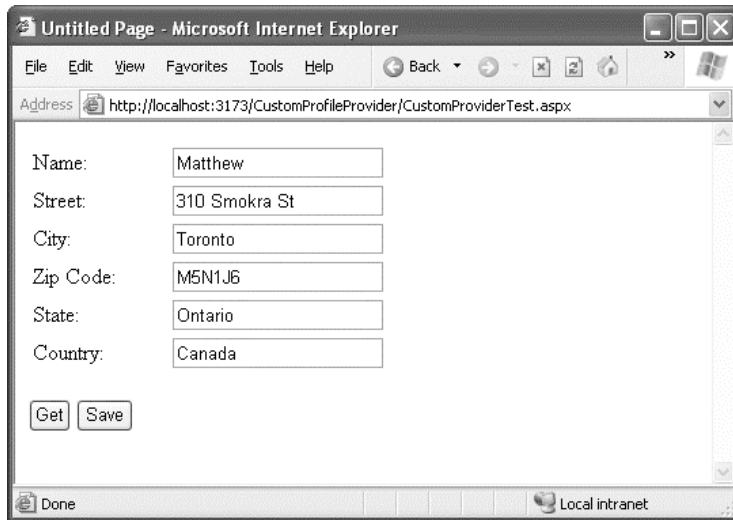 Untitled Page - Microsoft Internet Explorer
File Edit View Favorites Tools Help Back »
Address http://localhost:3173/CustomProfileProvider/CustomProviderTest.aspx
Name: Matthew
Street: 310 Smokra St
City: Toronto
Zip Code: M5N1J6
State: Ontario
Country: Canada
Get Save
Done Local intranet